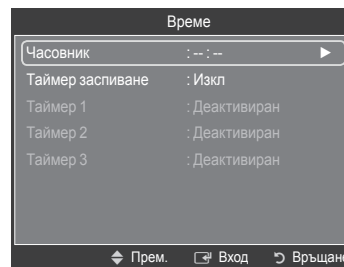 Време
Часовник : -- : -- ►
Таймер заспиване : Изкл
Таймер 1 : Деактивиран
Таймер 2 : Деактивиран
Таймер 3 : Деактивиран
Прем. Вход Връщане